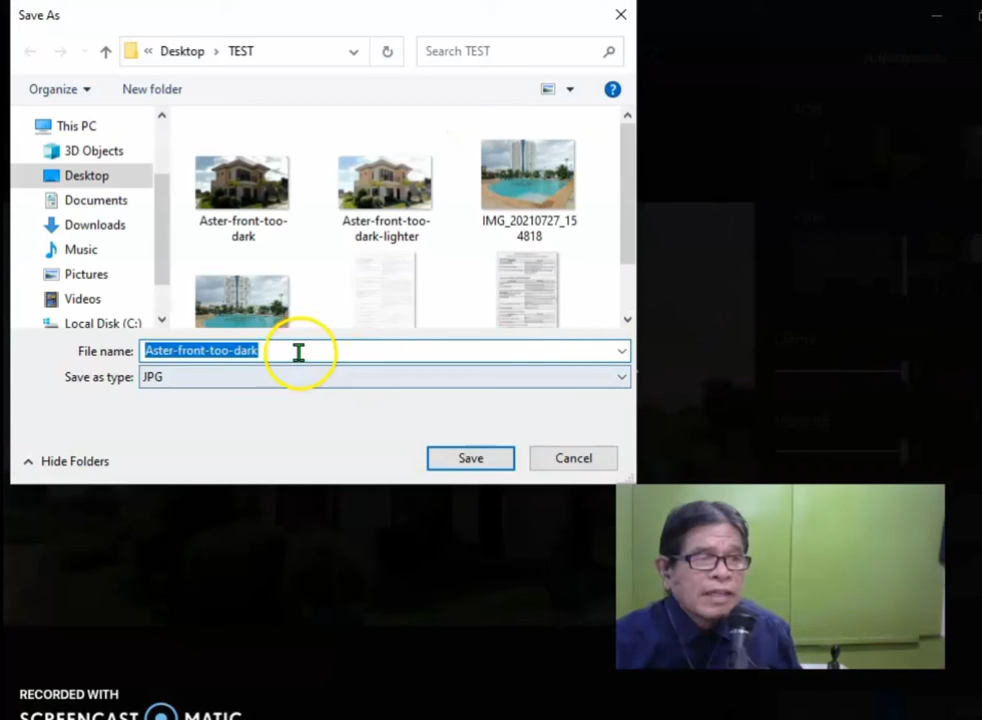 Save As
« Desktop › TEST
Search TEST
Organize
New folder
This PC
3D Objects
Desktop
Documents
Downloads
Music
Pictures
Videos
Local Disk (C:)
Aster-front-too-
dark
Aster-front-too-
dark-lighter
IMG_20210727_15
4818
File name: Aster-front-too-dark
Save as type: JPG
Hide Folders
Save
Cancel
RECORDED WITH
SCREENCAST MATIC